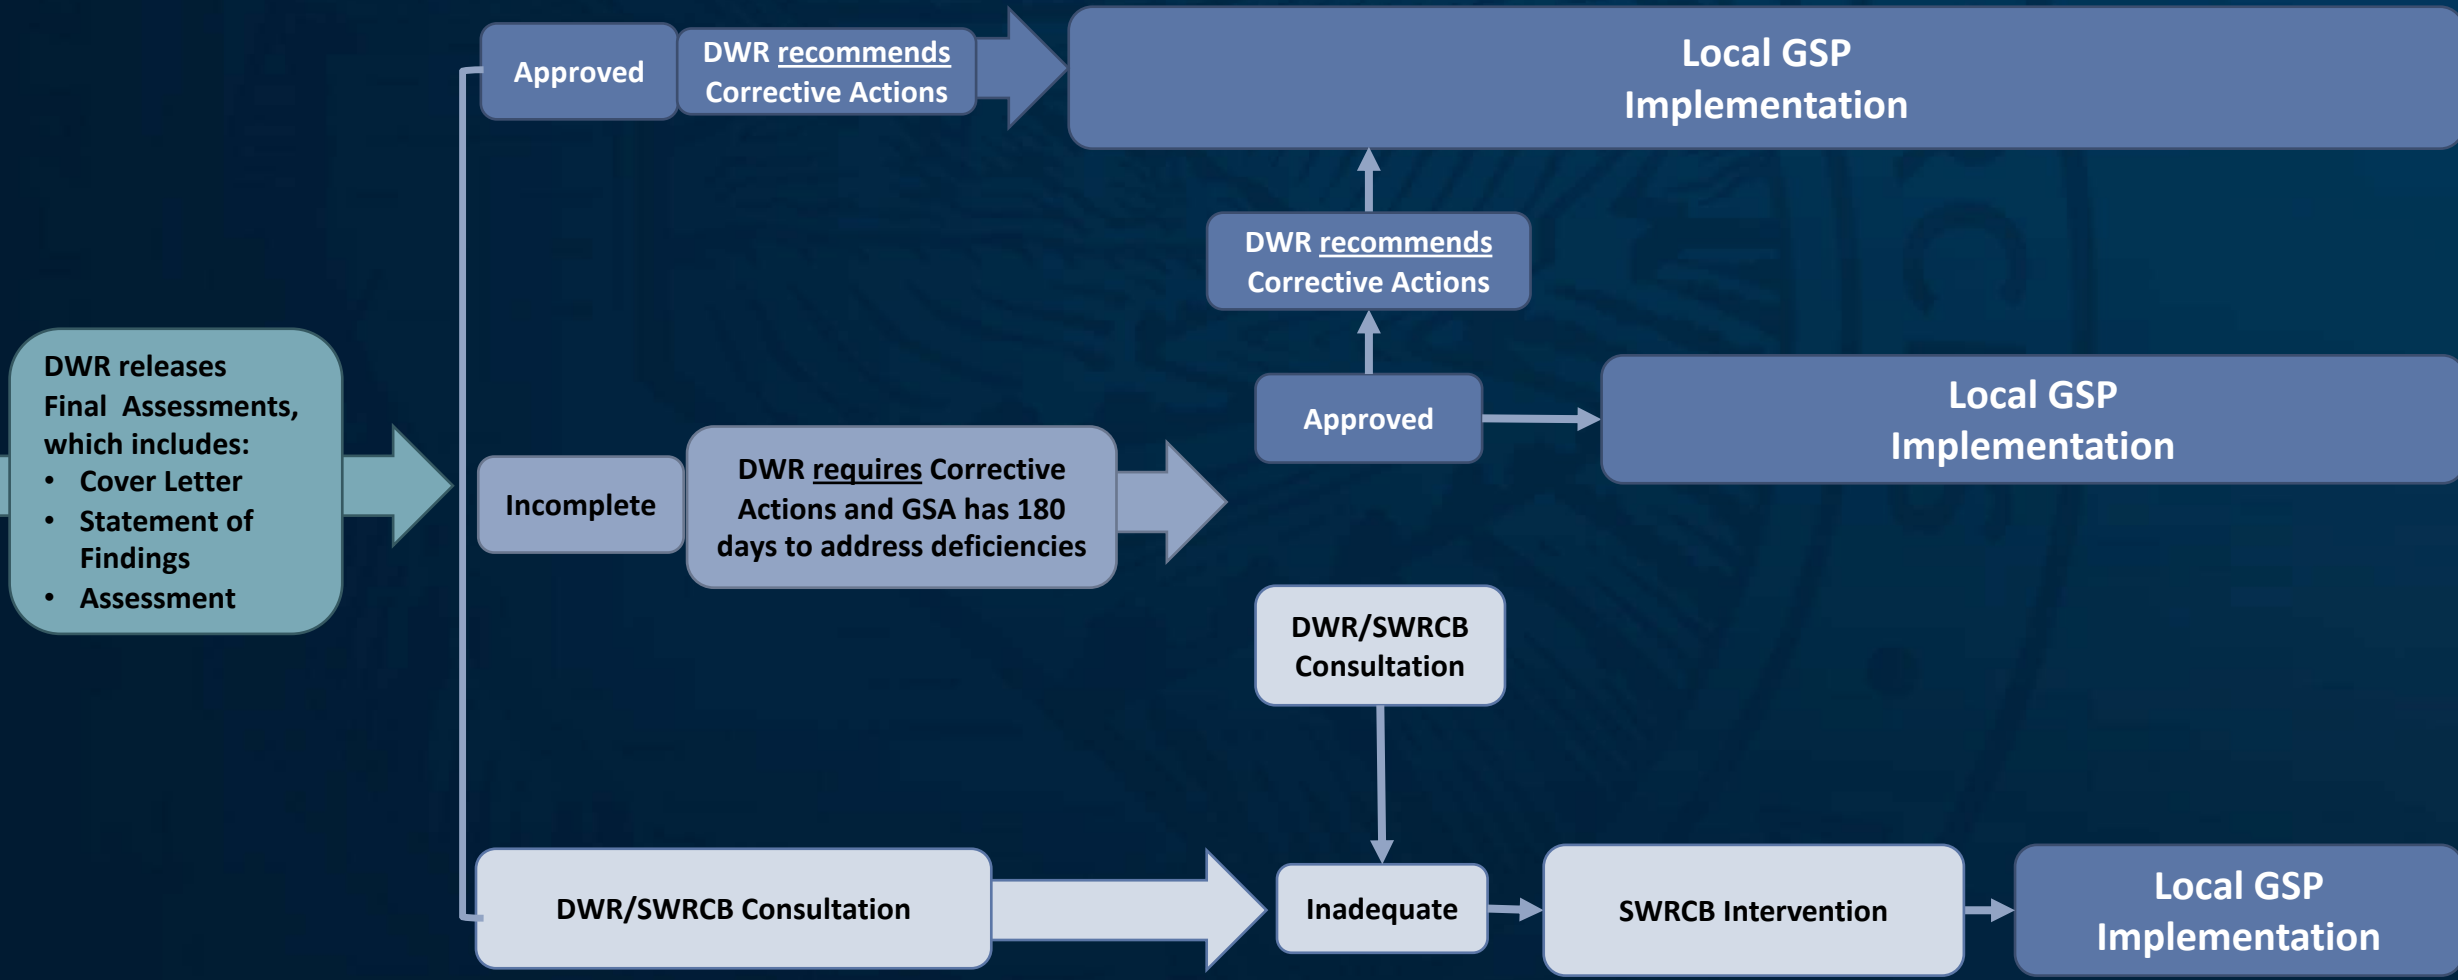 DWR releases
Final Assessments,
which includes:
• Cover Letter
• Statement of
Findings
• Assessment
Approved
DWR recommends
Corrective Actions
Local GSP
Implementation
Incomplete
DWR requires Corrective
Actions and GSA has 180
days to address deficiencies
DWR recommends
Corrective Actions
Approved
Local GSP
Implementation
DWR/SWRCB
Consultation
DWR/SWRCB Consultation
Inadequate
SWRCB Intervention
Local GSP
Implementation